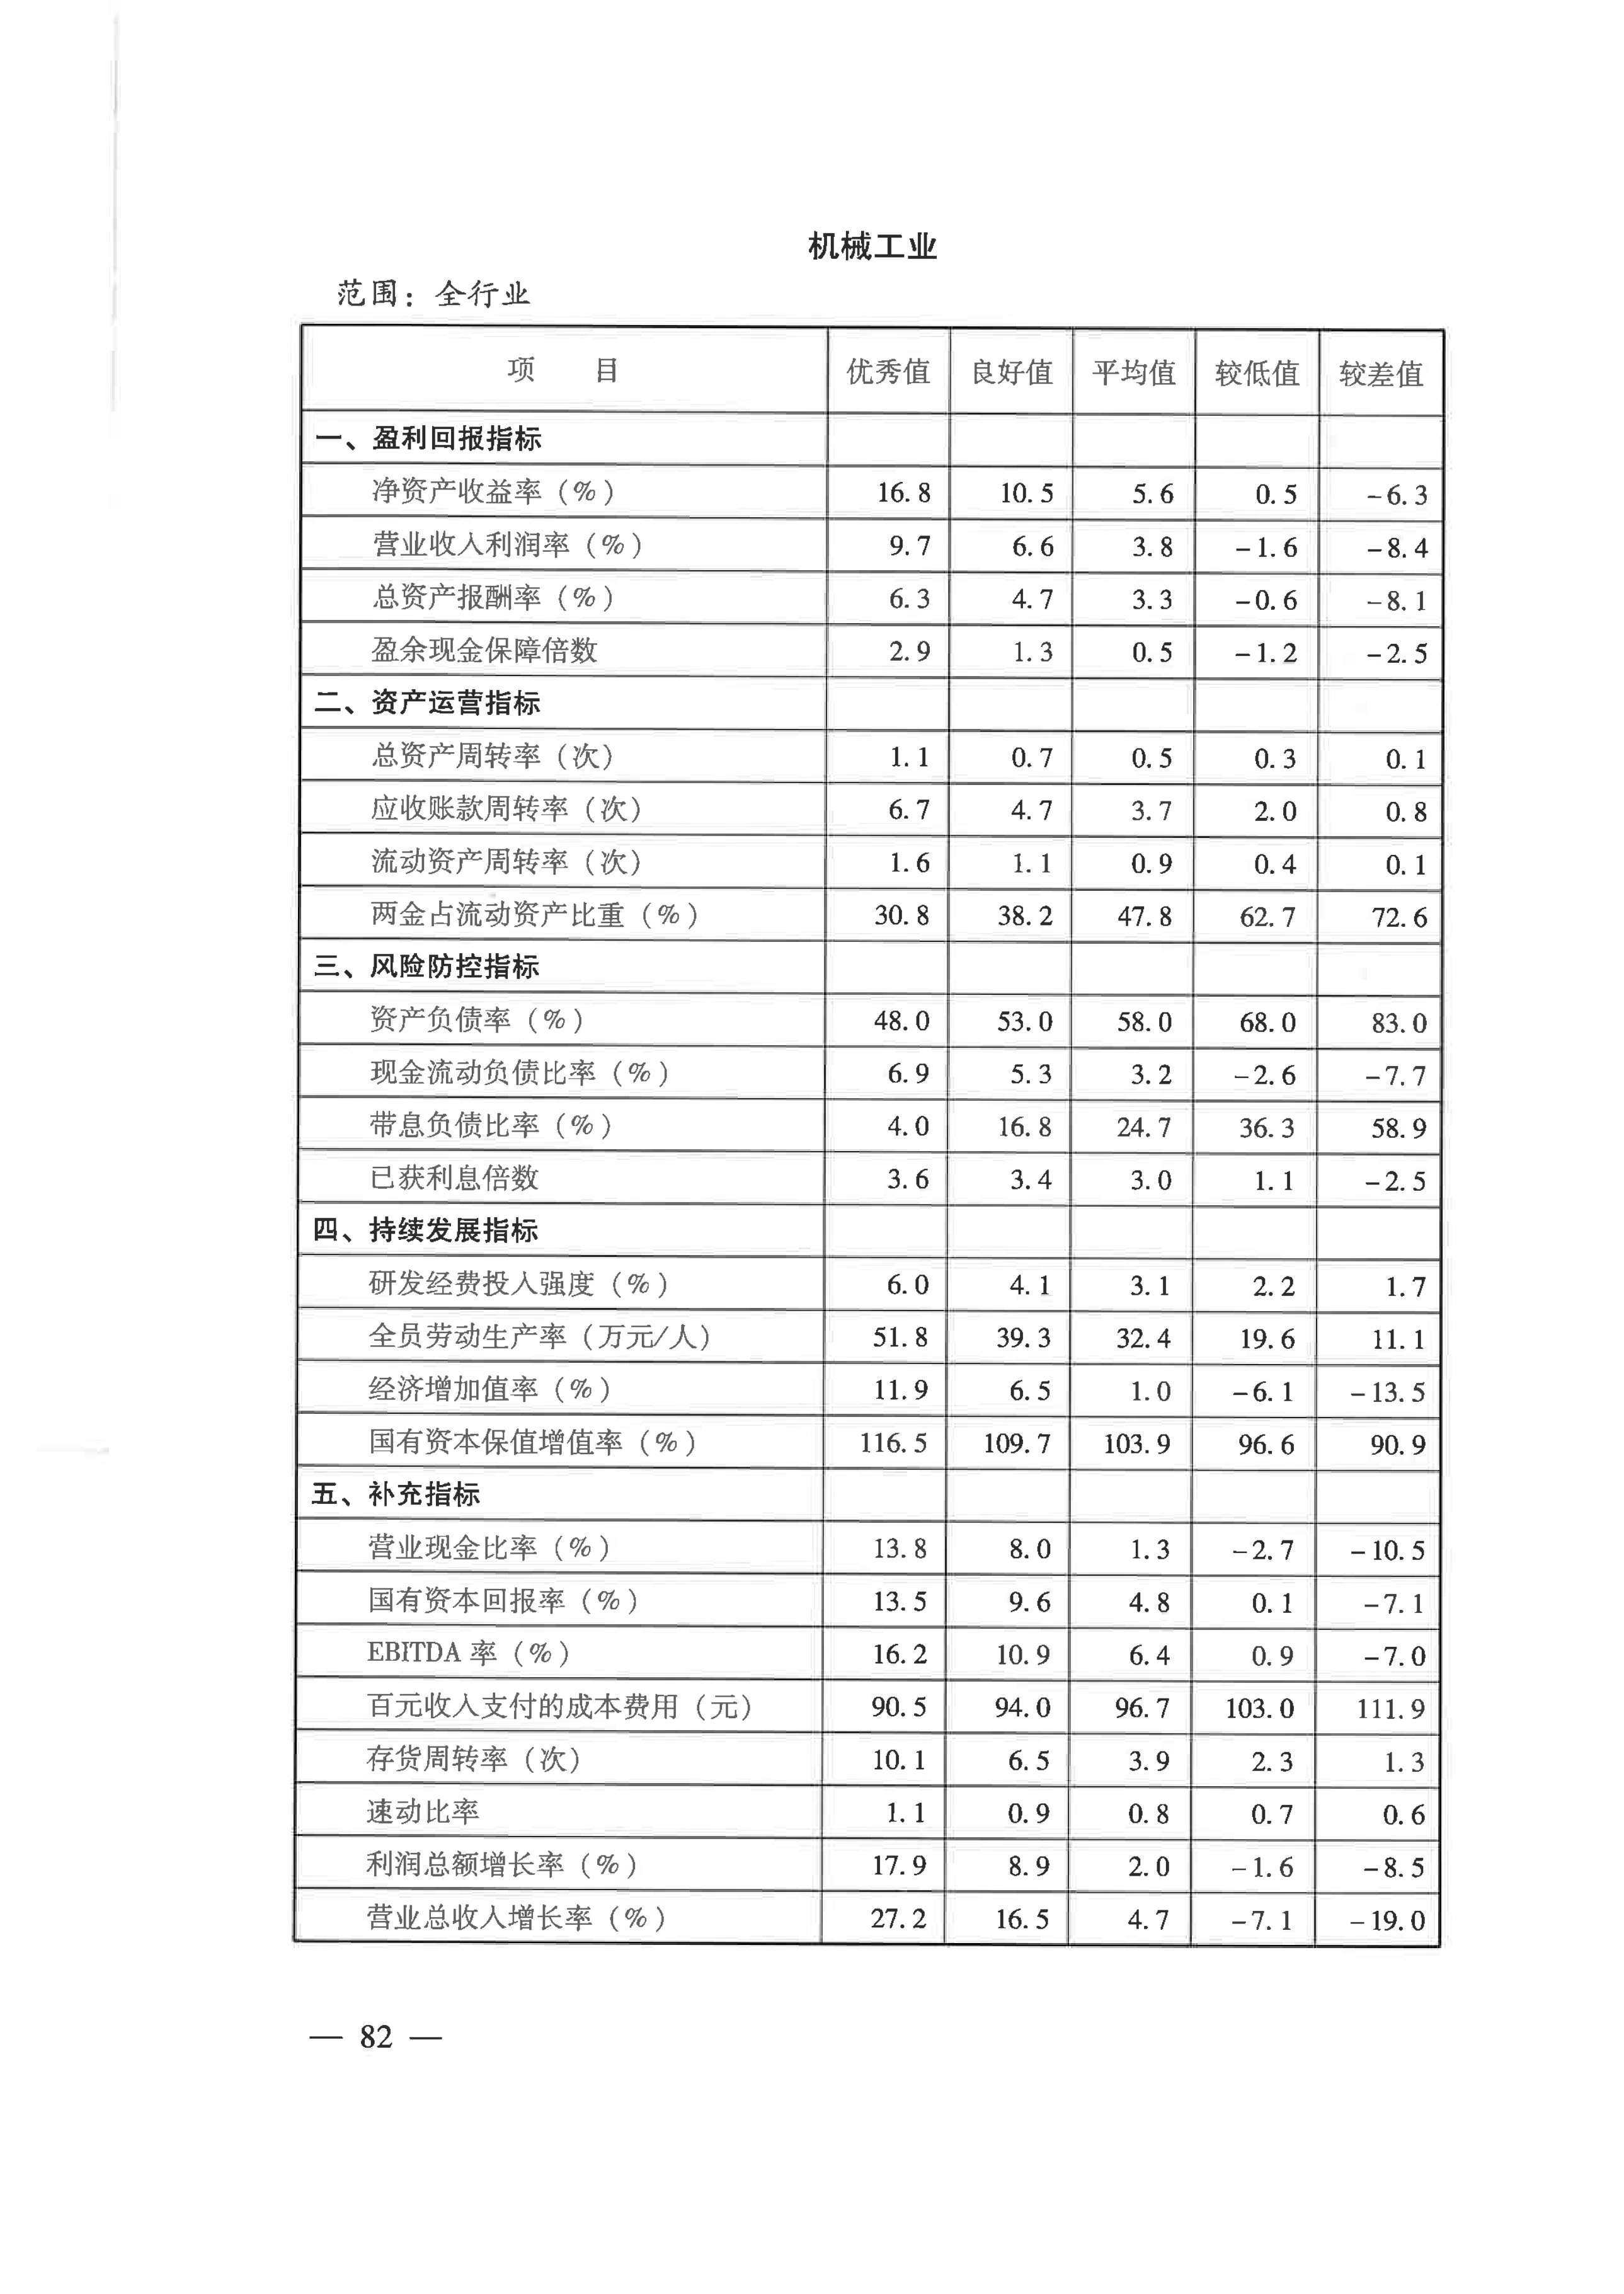 机械工业
范围：全行业
项 目 优秀值 良好值 平均值 较低值 较差值
一、盈利回报指标
净资产收益率（%） 16.8 10.5 5.6 0.5 -6.3
营业收入利润率（%） 9.7 6.6 3.8 -1.6 -8.4
总资产报酬率（%） 6.3 4.7 3.3 -0.6 -8.1
盈余现金保障倍数 2.9 1.3 0.5 -1.2 -2.5
二、资产运营指标
总资产周转率（次） 1.1 0.7 0.5 0.3 0.1
应收账款周转率（次） 6.7 4.7 3.7 2.0 0.8
流动资产周转率（次） 1.6 1.1 0.9 0.4 0.1
两金占流动资产比重（%） 30.8 38.2 47.8 62.7 72.6
三、风险防控指标
资产负债率（%） 48.0 53.0 58.0 68.0 83.0
现金流动负债比率（%） 6.9 5.3 3.2 -2.6 -7.7
带息负债比率（%） 4.0 16.8 24.7 36.3 58.9
已获利息倍数 3.6 3.4 3.0 1.1 -2.5
四、持续发展指标
研发经费投入强度（%） 6.0 4.1 3.1 2.2 1.7
全员劳动生产率（万元/人） 51.8 39.3 32.4 19.6 11.1
经济增加值率（%） 11.9 6.5 1.0 -6.1 -13.5
国有资本保值增值率（%） 116.5 109.7 103.9 96.6 90.9
五、补充指标
营业现金比率（%） 13.8 8.0 1.3 -2.7 -10.5
国有资本回报率（%） 13.5 9.6 4.8 0.1 -7.1
EBITDA 率（%） 16.2 10.9 6.4 0.9 -7.0
百元收入支付的成本费用（元） 90.5 94.0 96.7 103.0 111.9
存货周转率（次） 10.1 6.5 3.9 2.3 1.3
速动比率 1.1 0.9 0.8 0.7 0.6
利润总额增长率（%） 17.9 8.9 2.0 -1.6 -8.5
营业总收入增长率（%） 27.2 16.5 4.7 -7.1 -19.0
— 82 —